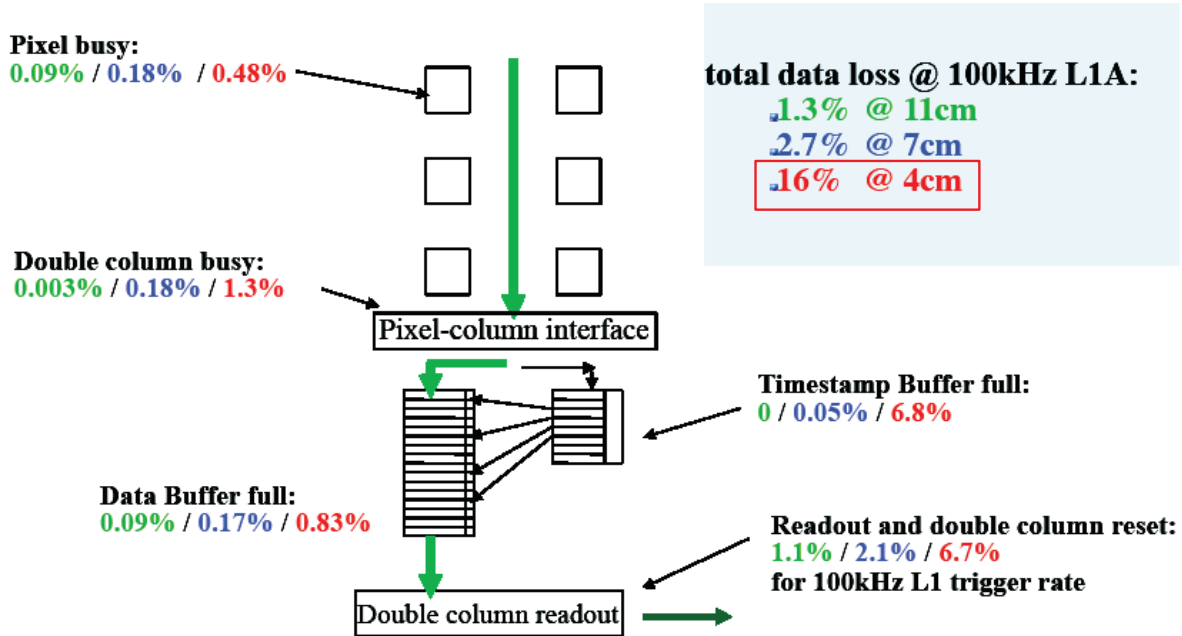 Pixel busy:
0.09% / 0.18% / 0.48%
total data loss @ 100kHz L1A:
1.3% @ 11cm
2.7% @ 7cm
16% @ 4cm
Double column busy:
0.003% / 0.18% / 1.3%
Pixel-column interface
Timestamp Buffer full:
0 / 0.05% / 6.8%
Data Buffer full:
0.09% / 0.17% / 0.83%
Readout and double column reset:
1.1% / 2.1% / 6.7%
for 100kHz L1 trigger rate
Double column readout